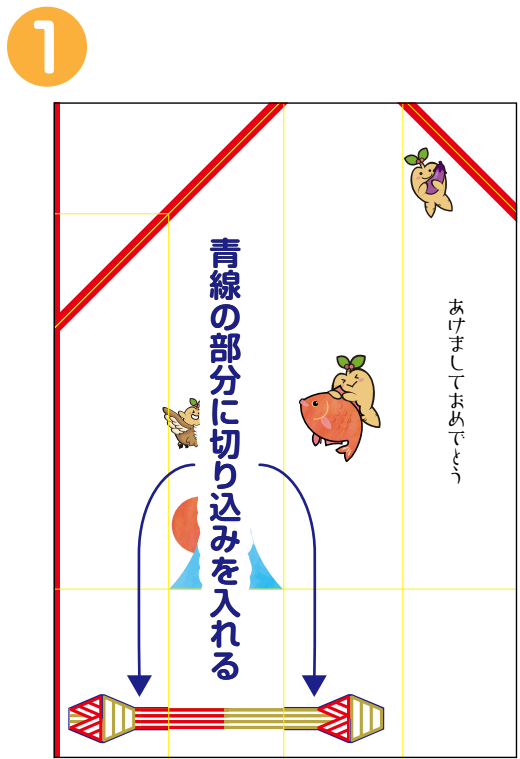 1
あけましておめでとう
青線の部分に切り込みを入れる